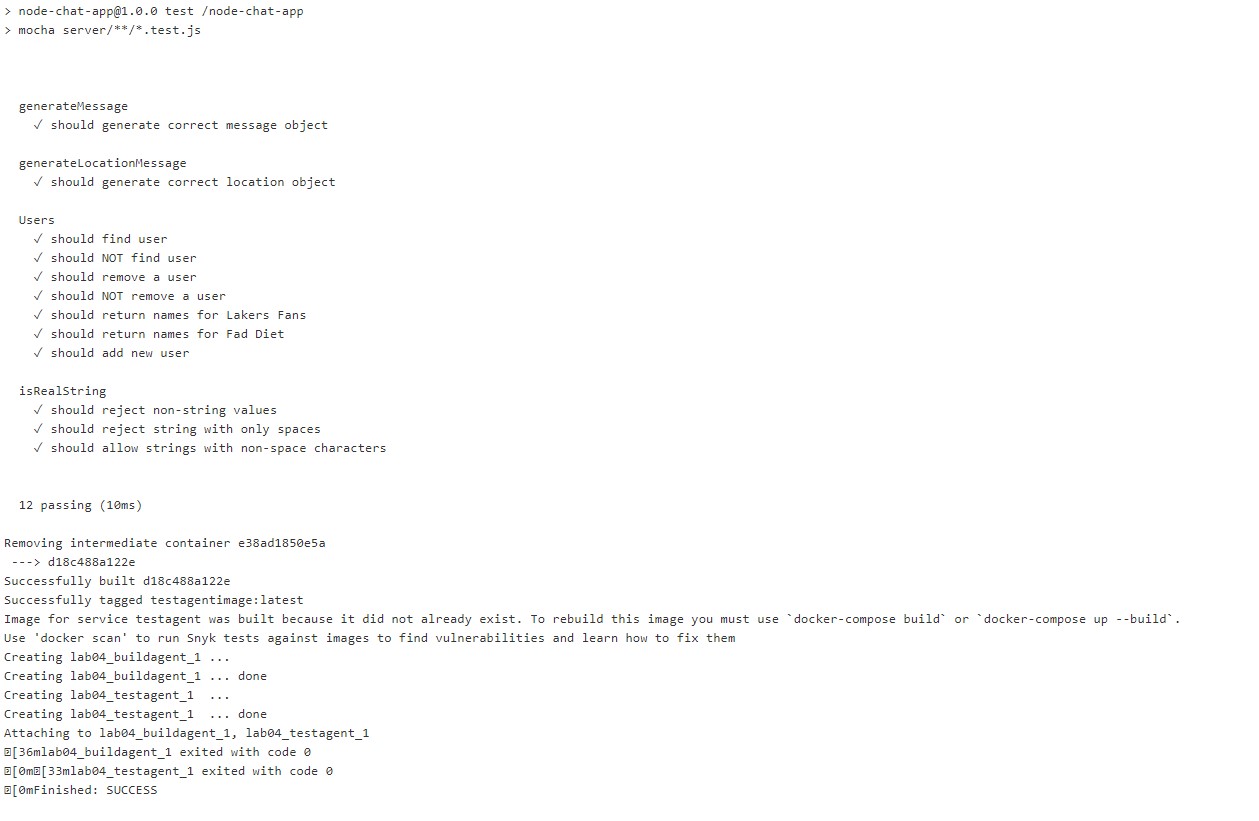 > node-chat-app@1.0.0 test /node-chat-app
> mocha server/**/*.test.js
generateMessage
✓ should generate correct message object
generateLocationMessage
✓ should generate correct location object
Users
✓ should find user
✓ should NOT find user
✓ should remove a user
✓ should NOT remove a user
✓ should return names for Lakers Fans
✓ should return names for Fad Diet
✓ should add new user
isRealString
✓ should reject non-string values
✓ should reject string with only spaces
✓ should allow strings with non-space characters
12 passing (10ms)
Removing intermediate container e38ad1850e5a
---> d18c488a122e
Successfully built d18c488a122e
Successfully tagged testagentimage:latest
Image for service testagent was built because it did not already exist. To rebuild this image you must use `docker-compose build` or `docker-compose up --build`.
Use 'docker scan' to run Snyk tests against images to find vulnerabilities and learn how to fix them
Creating lab04_buildagent_1 ...
Creating lab04_buildagent_1 ... done
Creating lab04_testagent_1  ...
Creating lab04_testagent_1  ... done
Attaching to lab04_buildagent_1, lab04_testagent_1
[36mlab04_buildagent_1 exited with code 0
[0m[33mlab04_testagent_1 exited with code 0
[0mFinished: SUCCESS